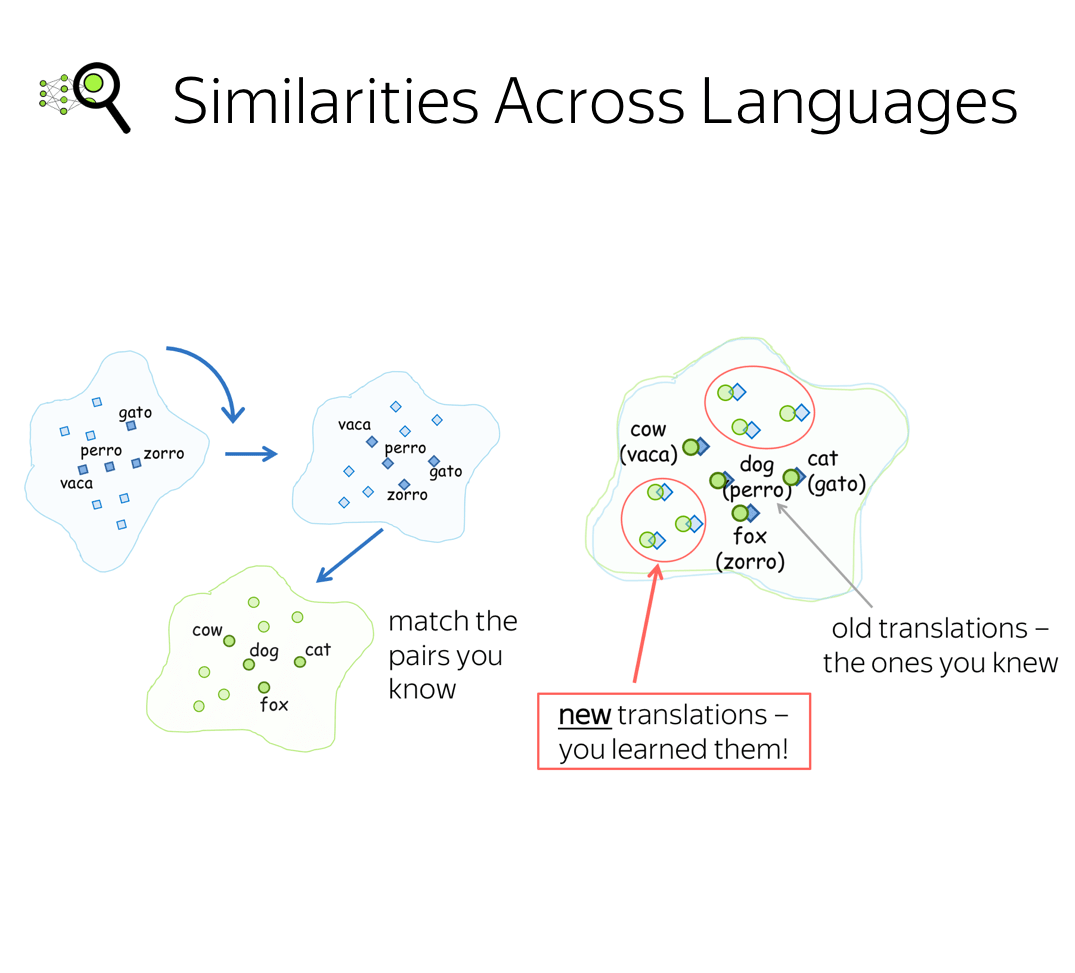 Similarities Across Languages
gato
perro
zorro
vaca
vaca
perro
gato
zorro
cow
dog
cat
fox
match the
pairs you
know
cow
(vaca)
dog
(perro)
cat
(gato)
fox
(zorro)
old translations –
the ones you knew
new translations –
you learned them!